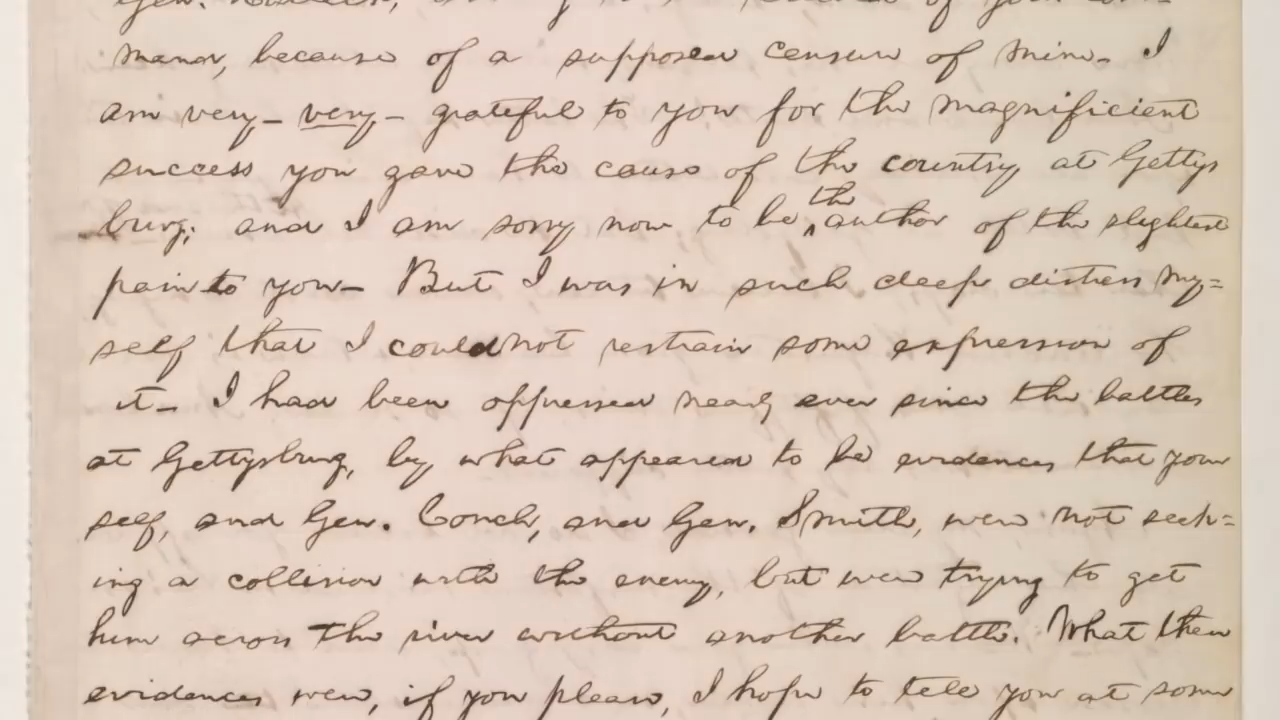 mand, because of a supposed censure of mine. I
am very - very - grateful to you for the magnificient
success you gave the cause of the country at Gettys
burg; and I am sorry now to be the author of the slightest
pain to you - But I was in such deep distress my=
self that I could not restrain some expression of
it - I had been oppressed nearly ever since the battles
at Gettysburg, by what appeared to be evidences that your
self, and Gen. Couch, and Gen. Smith, were not seek=
ing a collision with the enemy, but were trying to get
him across the river without another battle. What these
evidences were, if you please, I hope to tell you at some